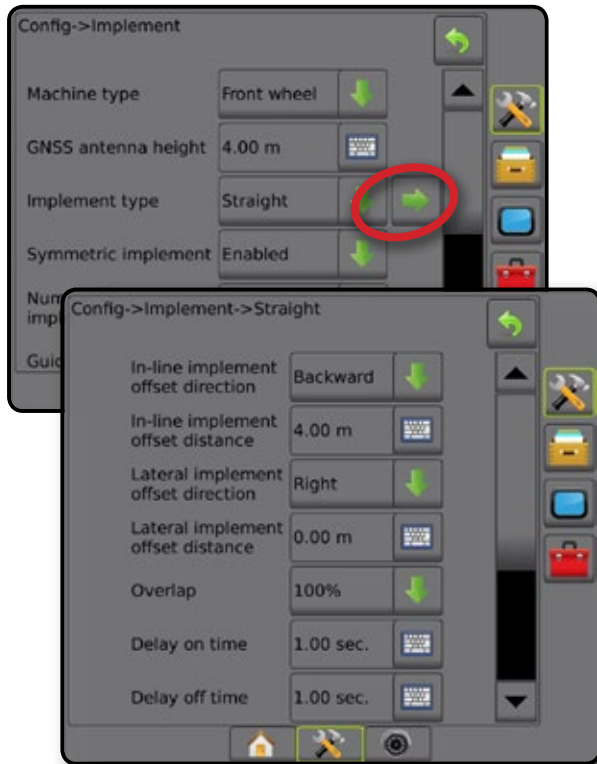 Config->Implement
Machine type
Front wheel
GNSS antenna height
4.00 m
Implement type
Straight
Symmetric implement
Enabled
Config->Implement->Straight
In-line implement
offset direction
Backward
In-line implement
offset distance
4.00 m
Lateral implement
offset direction
Right
Lateral implement
offset distance
0.00 m
Overlap
100%
Delay on time
1.00 sec.
Delay off time
1.00 sec.